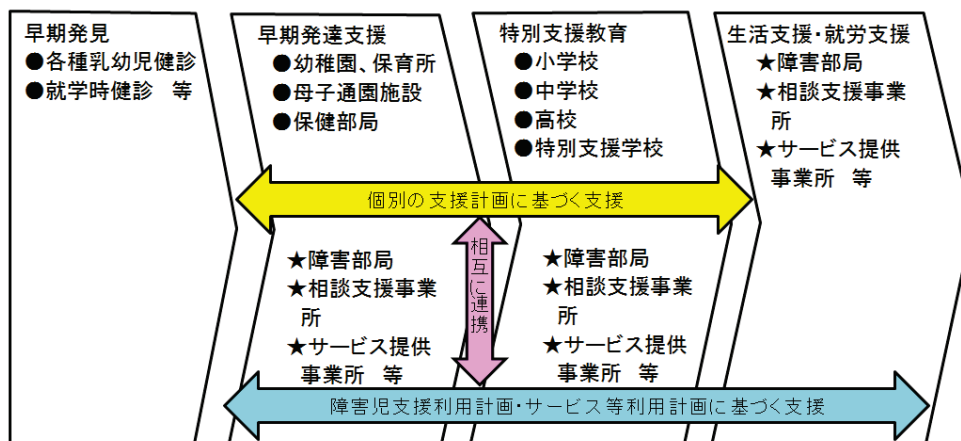 早期発見
●各種乳幼児健診
●就学時健診　等
早期発達支援
●幼稚園、保育所
●母子通園施設
●保健部局
特別支援教育
●小学校
●中学校
●高校
●特別支援学校
生活支援・就労支援
★障害部局
★相談支援事業
所
★サービス提供
事業所　等
個別の支援計画に基づく支援
★障害部局
★相談支援事業
所
★サービス提供
事業所　等
相互に連携
★障害部局
★相談支援事業
所
★サービス提供
事業所　等
障害児支援利用計画・サービス等利用計画に基づく支援